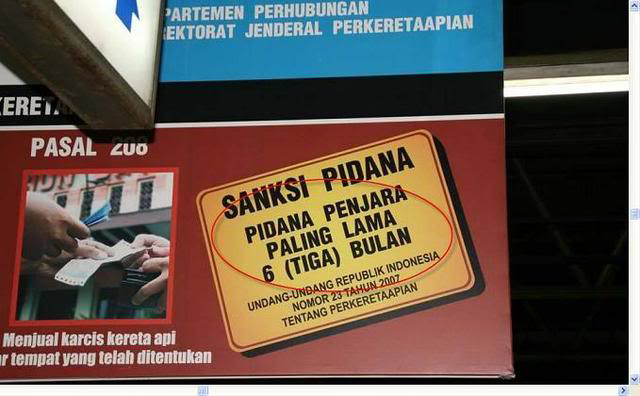 PARTEMEN PERHUBUNGAN
REKTORAT JENDERAL PERKERETAAPIAN
PASAL 208
SANKSI PIDANA
PIDANA PENJARA
PALING LAMA
6 (TIGA) BULAN
UNDANG-UNDANG REPUBLIK INDONESIA
NOMOR 23 TAHUN 2007
TENTANG PERKERETAAPIAN
Menjual karcis kereta api
tempat yang telah ditentukan